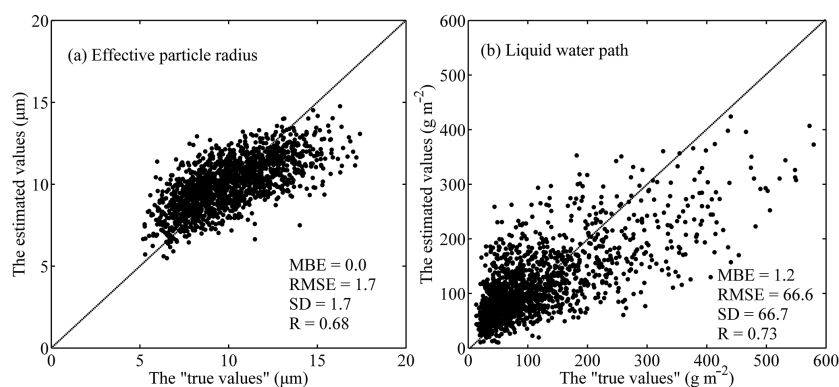 (a) Effective particle radius
The estimated values (μm)
20
15
10
5
0
MBE = 0.0
RMSE = 1.7
SD = 1.7
R = 0.68
0 5 10 15 20
The "true values" (μm)
(b) Liquid water path
The estimated values (g m⁻²)
600
500
400
300
200
100
0
MBE = 1.2
RMSE = 66.6
SD = 66.7
R = 0.73
0 100 200 300 400 500 600
The "true values" (g m⁻²)